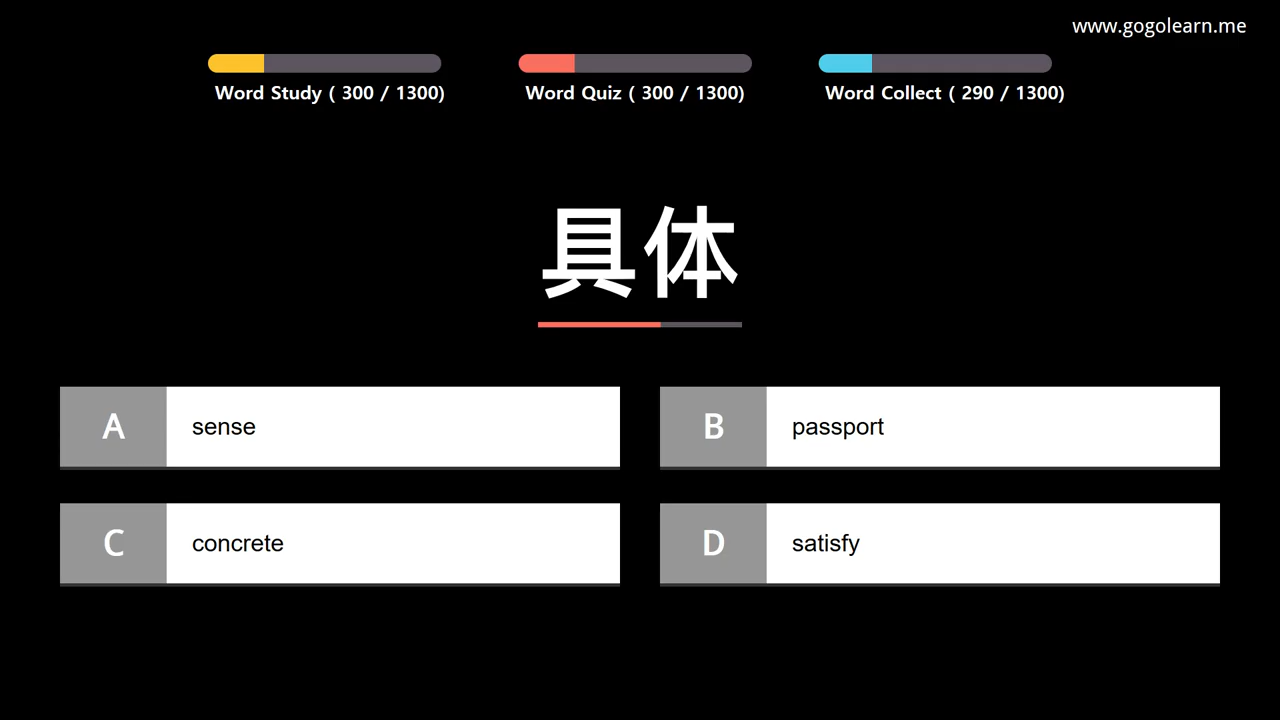 www.gogolearn.me
Word Study ( 300 / 1300)
Word Quiz ( 300 / 1300)
Word Collect ( 290 / 1300)
具体
A sense
B passport
C concrete
D satisfy